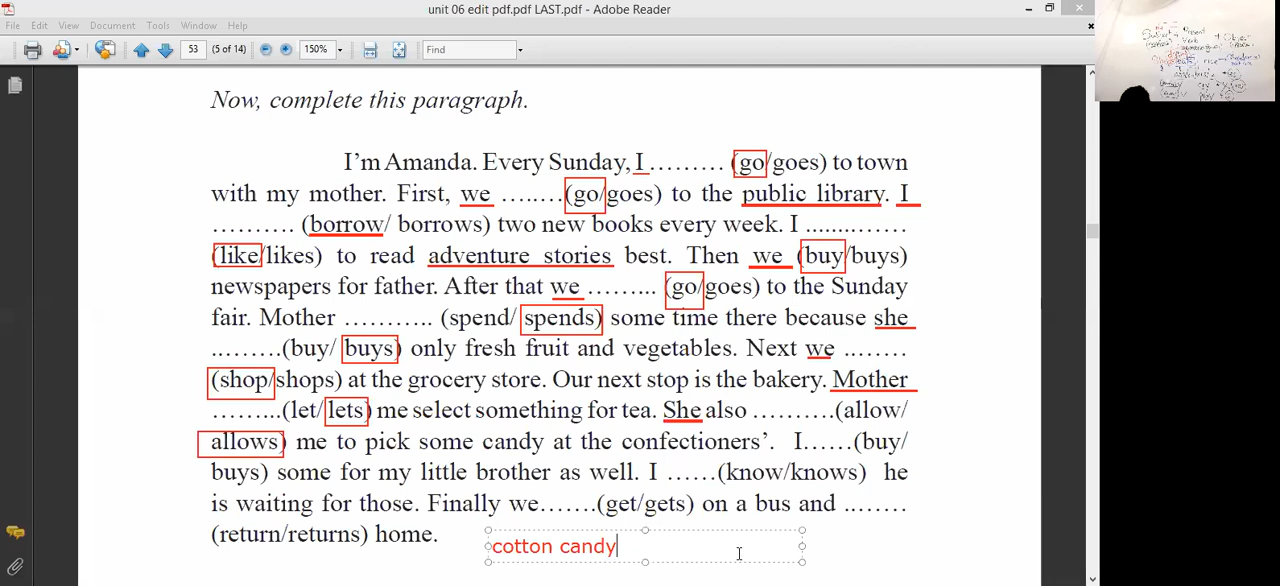 unit 06 edit pdf.pdf LAST.pdf - Adobe Reader
File Edit View Document Tools Window Help
53 (5 of 14) 150% Find
Now, complete this paragraph.
I'm Amanda. Every Sunday, I ……… (go/goes) to town
with my mother. First, we …..…(go/goes) to the public library. I
………. (borrow/ borrows) two new books every week. I ........……
(like/likes) to read adventure stories best. Then we (buy/buys)
newspapers for father. After that we ……... (go/goes) to the Sunday
fair. Mother ……….. (spend/ spends) some time there because she
..…….(buy/ buys) only fresh fruit and vegetables. Next we ..……
(shop/shops) at the grocery store. Our next stop is the bakery. Mother
……...(let/lets) me select something for tea. She also ……….(allow/
allows) me to pick some candy at the confectioners'. I……(buy/
buys) some for my little brother as well. I ……(know/knows) he
is waiting for those. Finally we…….(get/gets) on a bus and ..……
(return/returns) home.
cotton candy